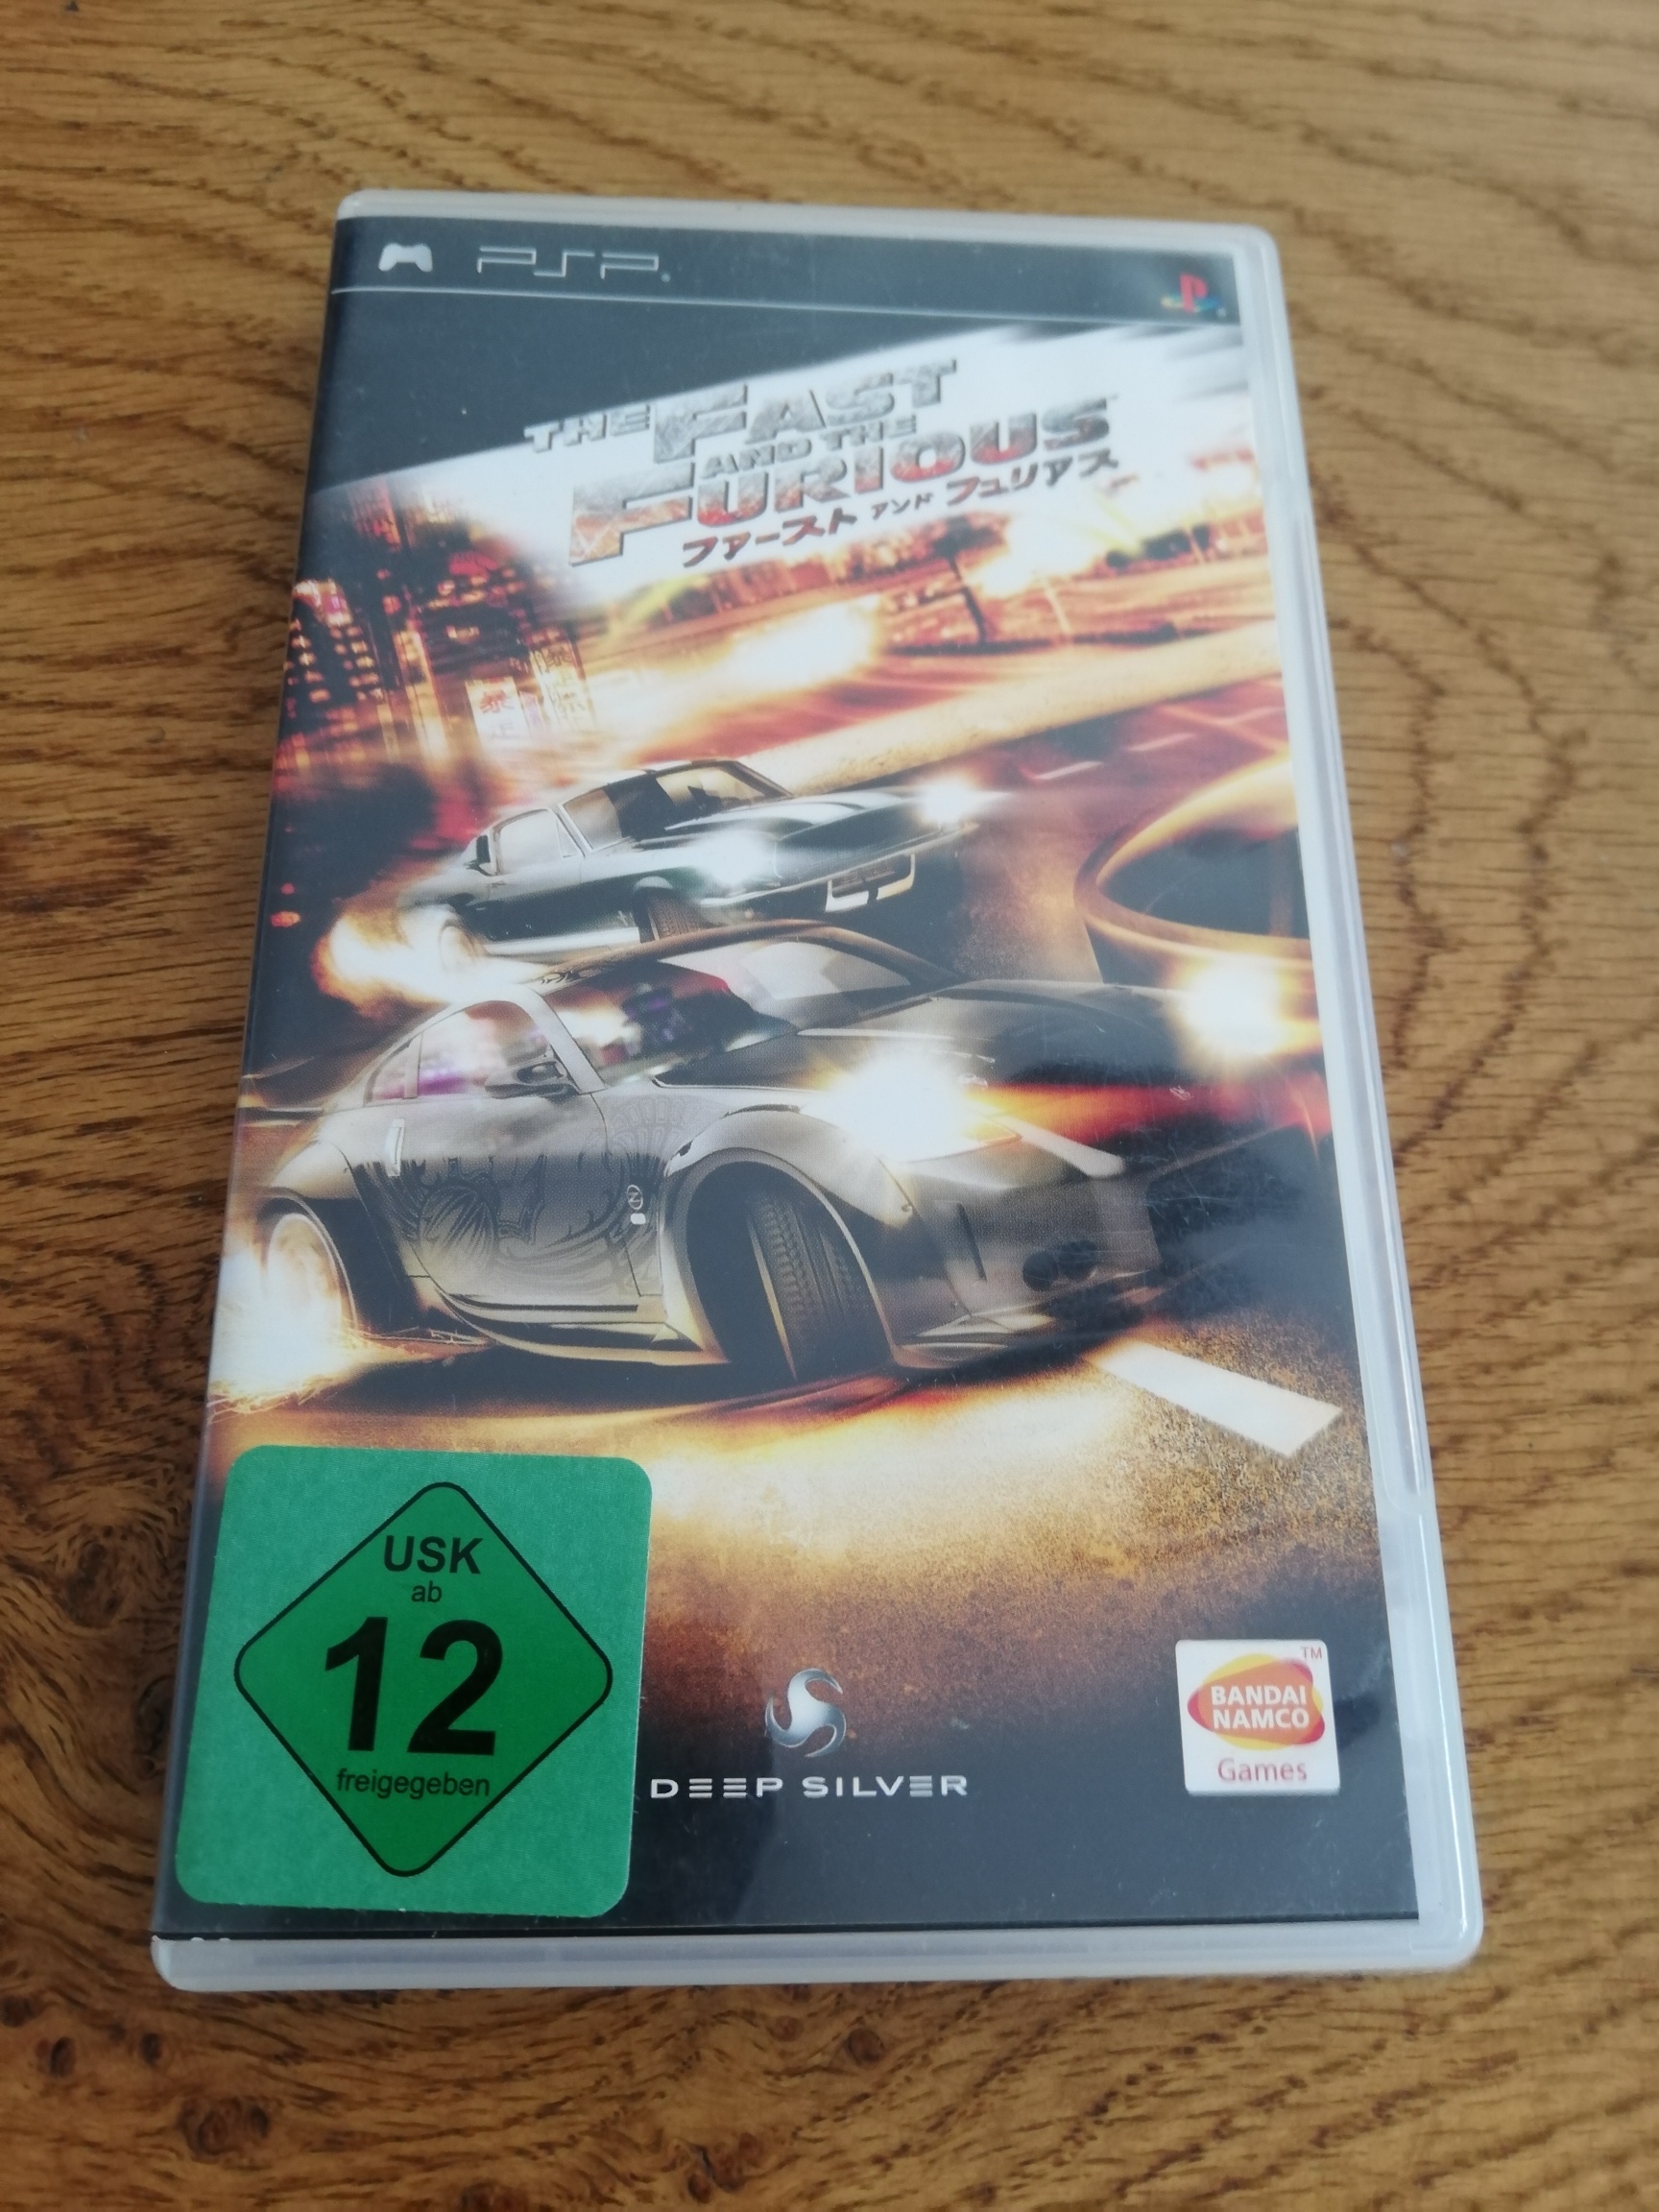 PSP
THE FAST
AND THE
FURIOUS
ファースト アンド フュリアス
USK
ab
12
freigegeben
DEEP SILVER
TM
BANDAI
NAMCO
Games